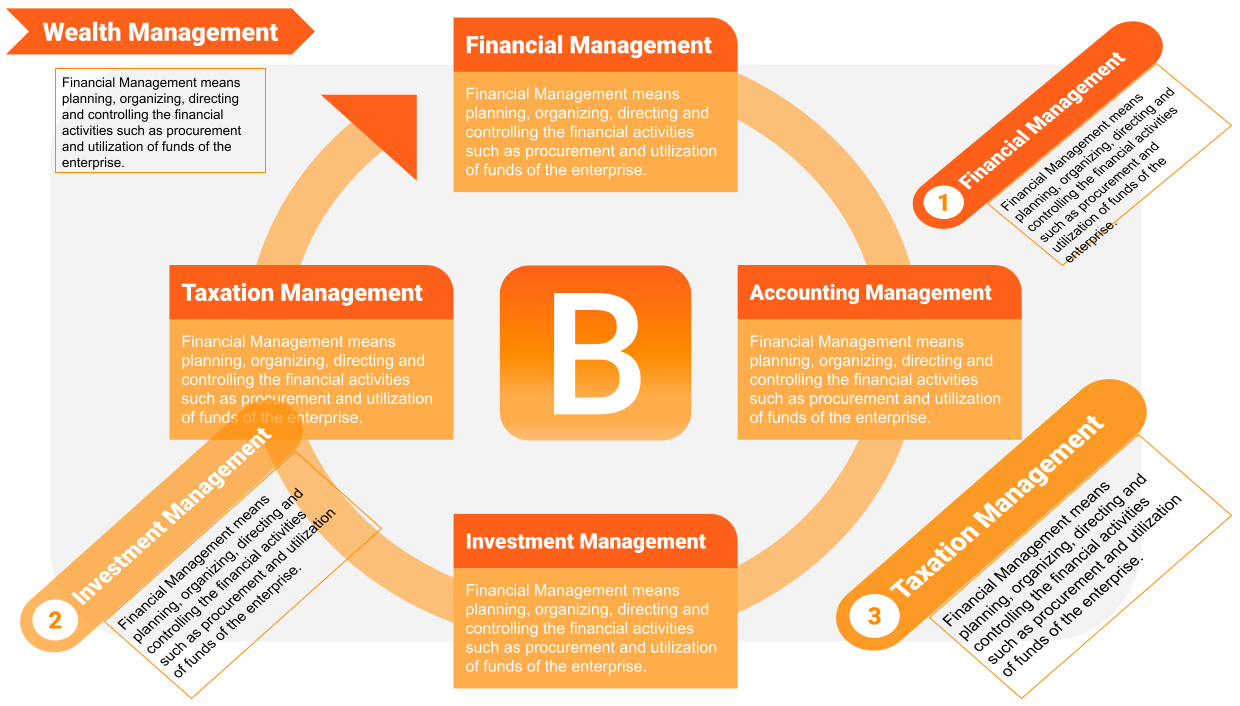 Wealth Management
Financial Management means
planning, organizing, directing
and controlling the financial
activities such as procurement
and utilization of funds of the
enterprise.
Financial Management
Financial Management means
planning, organizing, directing and
controlling the financial activities
such as procurement and utilization
of funds of the enterprise.
1
Financial Management
Financial Management means
planning, organizing, directing and
controlling the financial activities
such as procurement and
utilization of funds of the
enterprise.
Taxation Management
Financial Management means
planning, organizing, directing and
controlling the financial activities
such as procurement and utilization
of funds of the enterprise.
B
Accounting Management
Financial Management means
planning, organizing, directing and
controlling the financial activities
such as procurement and utilization
of funds of the enterprise.
2
Investment Management
Financial Management means
planning, organizing, directing and
controlling the financial activities
such as procurement and utilization
of funds of the enterprise.
Investment Management
Financial Management means
planning, organizing, directing and
controlling the financial activities
such as procurement and utilization
of funds of the enterprise.
3
Taxation Management
Financial Management means
planning, organizing, directing and
controlling the financial activities
such as procurement and utilization
of funds of the enterprise.